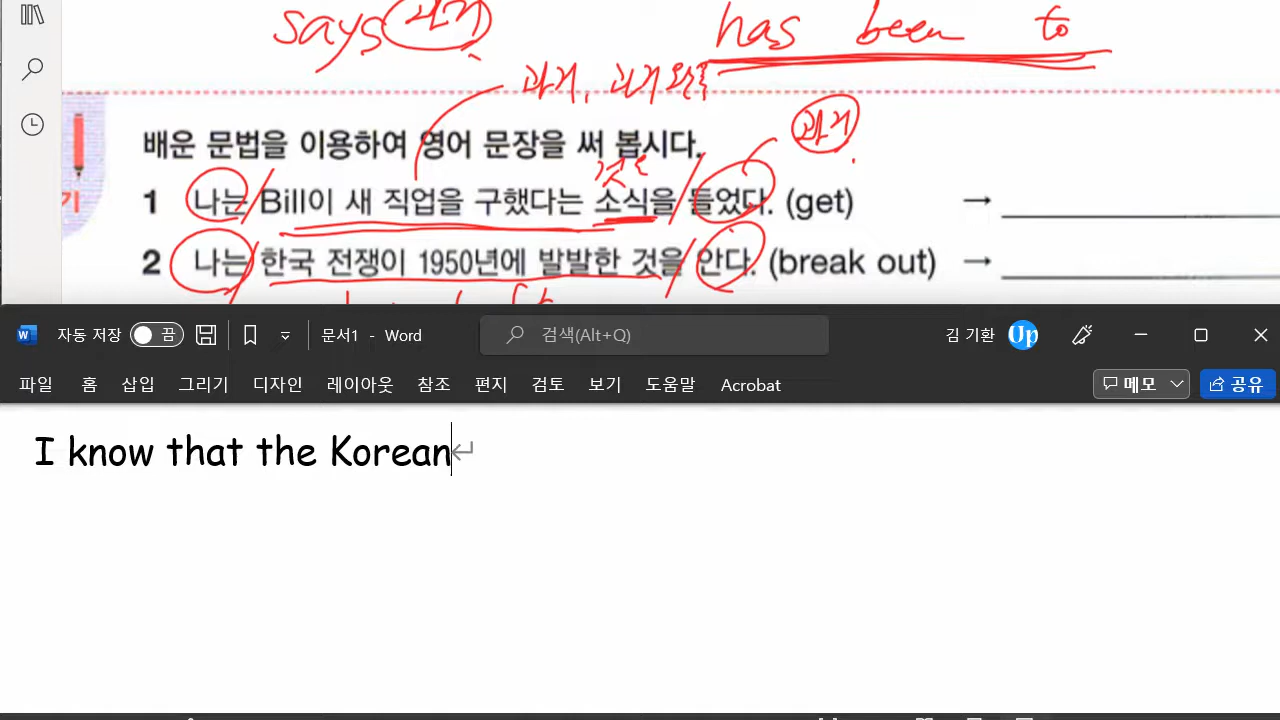 says 과거
has been to
과거, 과거완료
과거
배운 문법을 이용하여 영어 문장을 써 봅시다.
것을
기
1 나는 Bill이 새 직업을 구했다는 소식을 들었다. (get) →
2 나는 한국 전쟁이 1950년에 발발한 것을 안다. (break out) →
자동 저장 끔 문서1 - Word 검색(Alt+Q) 김 기환 Up
파일 홈 삽입 그리기 디자인 레이아웃 참조 편지 검토 보기 도움말 Acrobat 메모 공유
I know that the Korean